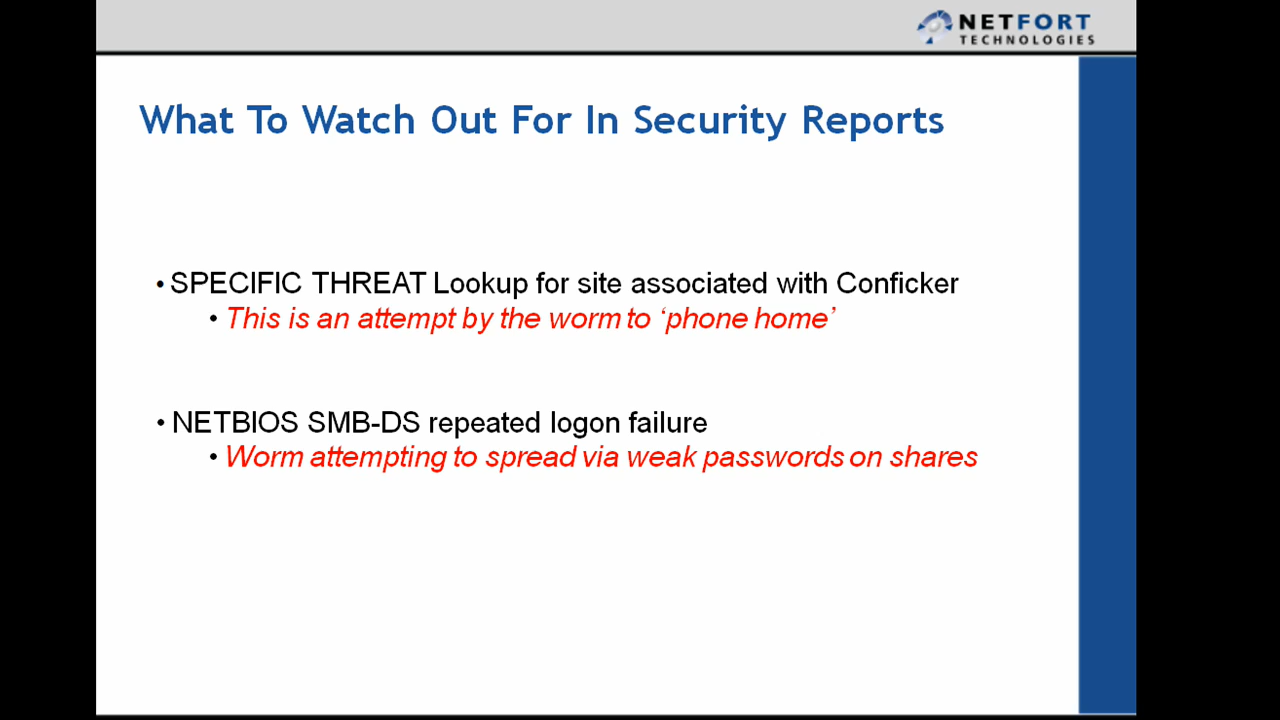 NETFORT
TECHNOLOGIES
What To Watch Out For In Security Reports
• SPECIFIC THREAT Lookup for site associated with Conficker
• This is an attempt by the worm to ‘phone home’
• NETBIOS SMB-DS repeated logon failure
• Worm attempting to spread via weak passwords on shares